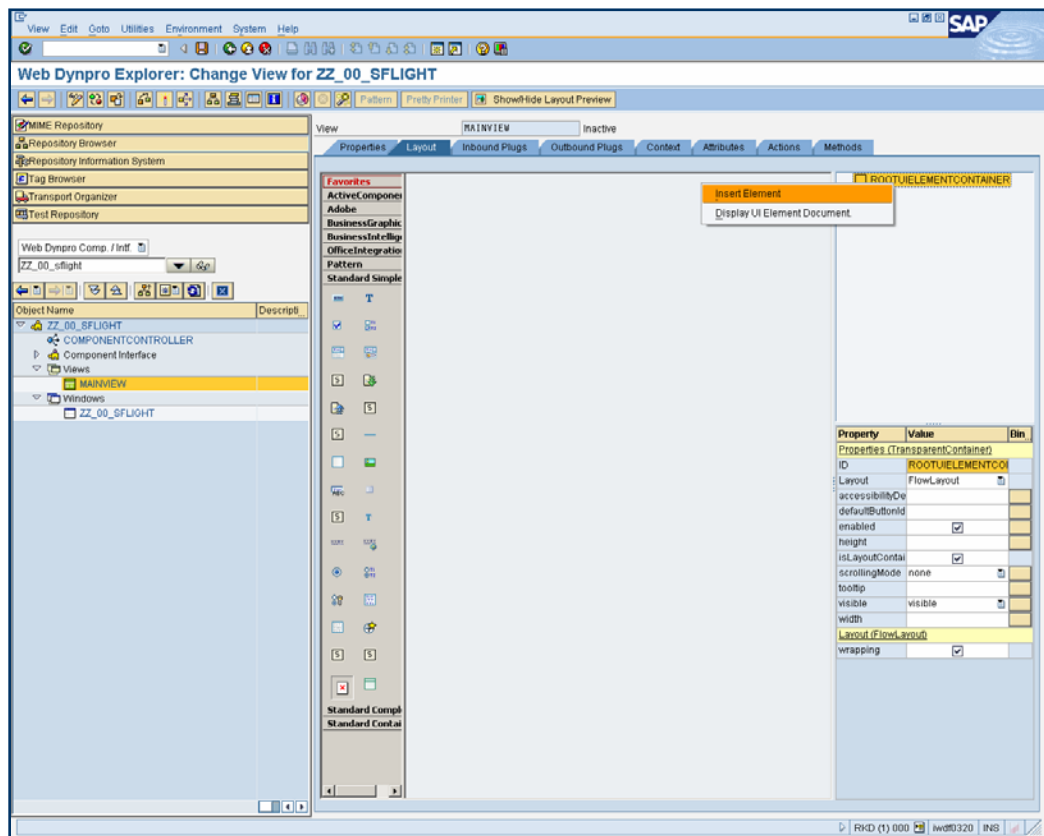 View Edit Goto Utilities Environment System Help
SAP
Web Dynpro Explorer: Change View for ZZ_00_SFLIGHT
Pattern Pretty Printer Show/Hide Layout Preview
MIME Repository
Repository Browser
Repository Information System
Tag Browser
Transport Organizer
Test Repository
Web Dynpro Comp. / Intf.
ZZ_00_sflight
Object Name Descripti...
ZZ_00_SFLIGHT
COMPONENTCONTROLLER
Component Interface
Views
MAINVIEW
Windows
ZZ_00_SFLIGHT
View MAINVIEW Inactive
Properties Layout Inbound Plugs Outbound Plugs Context Attributes Actions Methods
Favorites
ActiveComponen
Adobe
BusinessGraphic
BusinessIntellig
OfficeIntegratio
Pattern
Standard Simple
Standard Compl
Standard Contai
ROOTUIELEMENTCONTAINER
Insert Element
Display UI Element Document.
Property Value Bin...
Properties (TransparentContainer)
ID ROOTUIELEMENTCOI
Layout FlowLayout
accessibilityDe
defaultButtonId
enabled
height
isLayoutContai
scrollingMode none
tooltip
visible visible
width
Layout (FlowLayout)
wrapping
RKD (1) 000 iwdf0320 INS